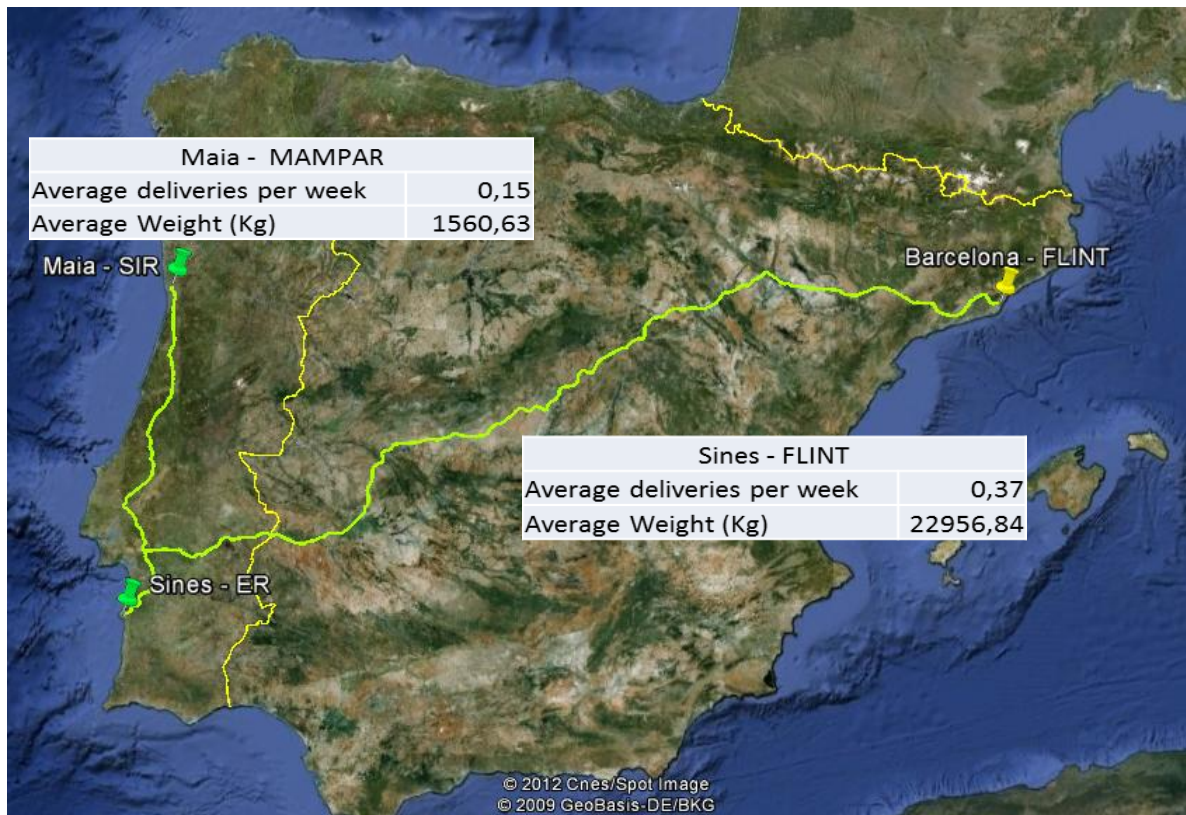 Maia - MAMPAR
Average deliveries per week 0,15
Average Weight (Kg) 1560,63
Maia - SIR
Barcelona - FLINT
Sines - FLINT
Average deliveries per week 0,37
Average Weight (Kg) 22956,84
Sines - ER
© 2012 Cnes/Spot Image
© 2009 GeoBasis-DE/BKG